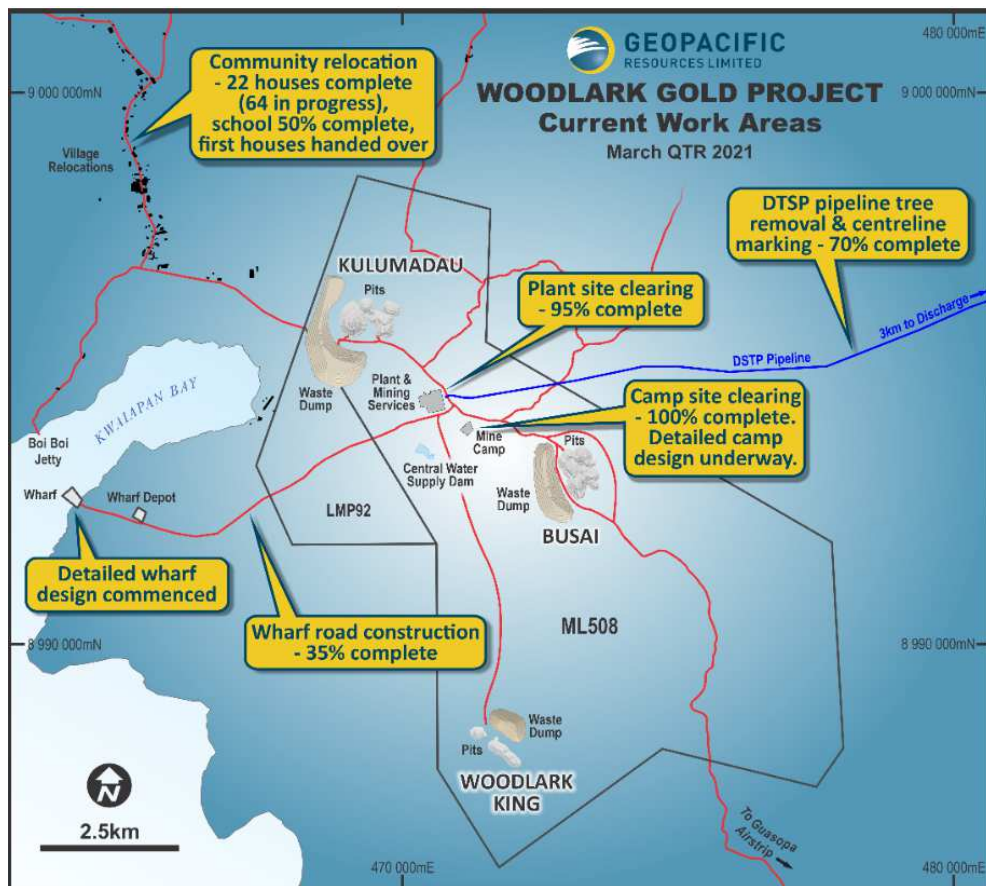 GEOPACIFIC
RESOURCES LIMITED
WOODLARK GOLD PROJECT
Current Work Areas
March QTR 2021
480 000mE
9 000 000mN
9 000 000mN
Community relocation
- 22 houses complete
(64 in progress),
school 50% complete,
first houses handed over
Village
Relocations
DTSP pipeline tree
removal & centreline
marking - 70% complete
KULUMADAU
Pits
Plant site clearing
- 95% complete
3km to Discharge
DSTP Pipeline
Waste
Dump
Plant &
Mining
Services
KWALAPAN BAY
Camp site clearing
- 100% complete.
Detailed camp
design underway.
Boi Boi
Jetty
Mine
Camp
Pits
Central Water
Supply Dam
Waste
Dump
Wharf
Wharf Depot
LMP92
BUSAI
Detailed wharf
design commenced
Wharf road construction
- 35% complete
ML508
8 990 000mN
8 990 000mN
Waste
Dump
Pits
WOODLARK
KING
N
2.5km
To Guasopa
Airstrip
470 000mE
480 000mE